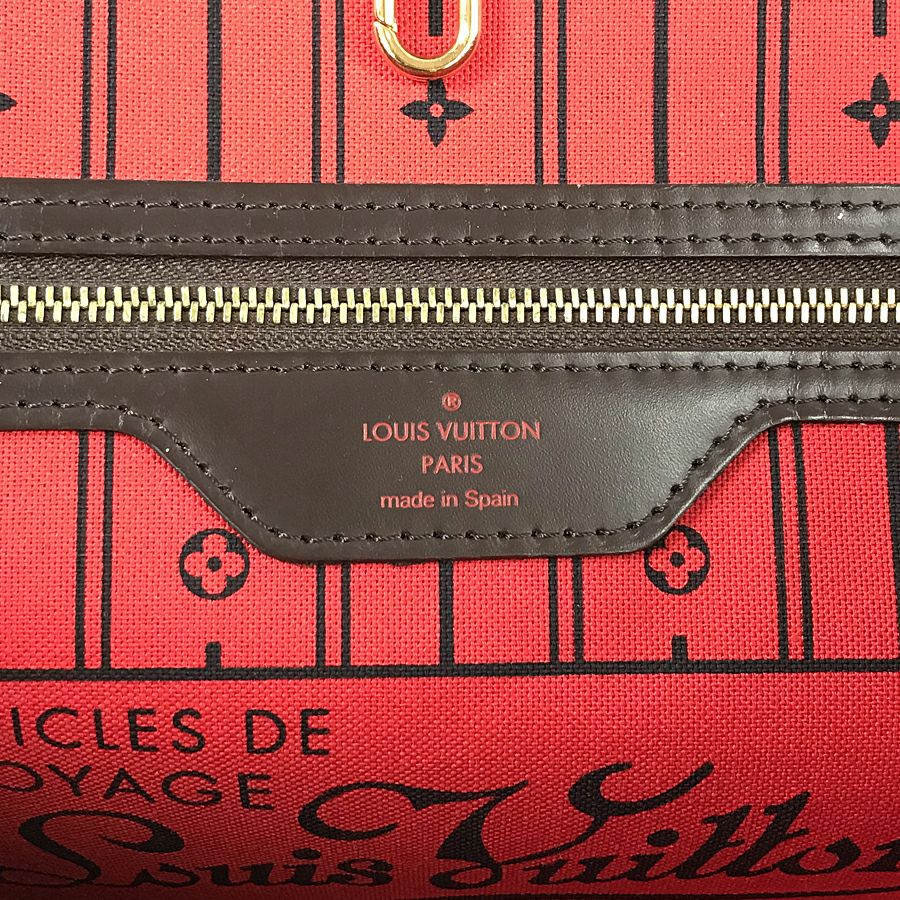 ®
LOUIS VUITTON
PARIS
made in Spain
ICLES DE
OYAGE
Louis Vuitton